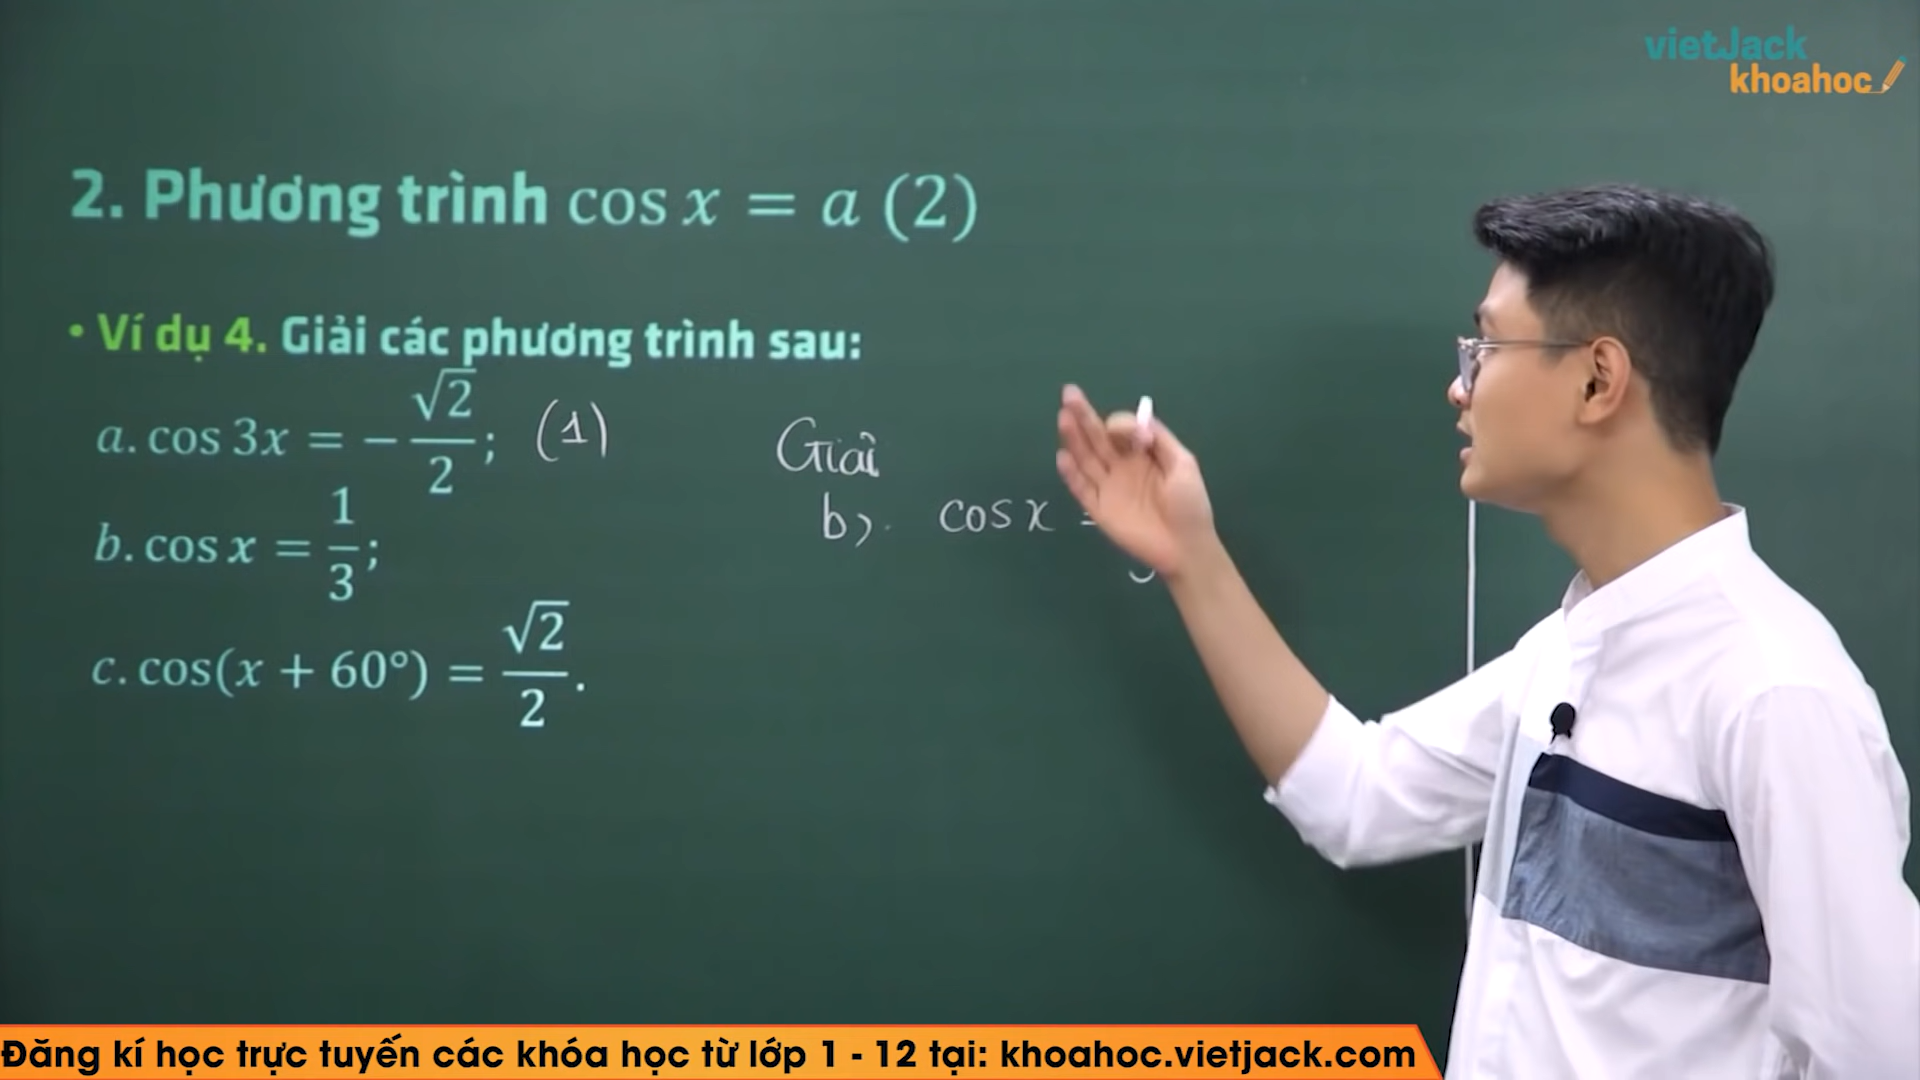 vietJack
khoahoc
2. Phương trình cos x = a (2)
• Ví dụ 4. Giải các phương trình sau:
a. cos 3x = −√2/2; (1)
b. cos x = 1/3;
c. cos(x + 60°) = √2/2.
Giải
b). cos x =
Đăng kí học trực tuyến các khóa học từ lớp 1 - 12 tại: khoahoc.vietjack.com